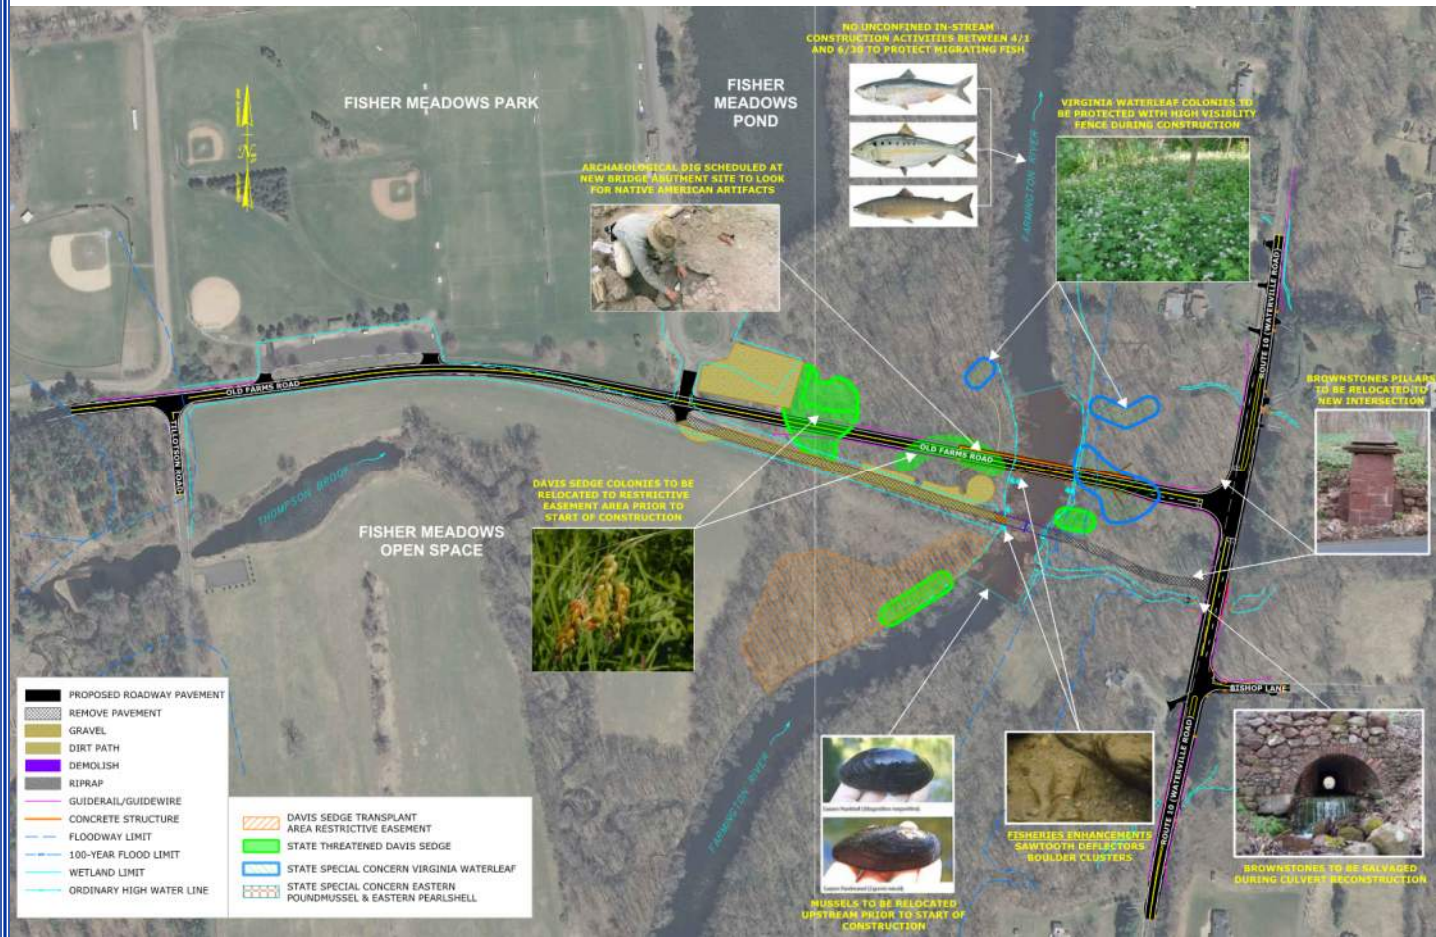 NO UNCONFINED IN-STREAM
CONSTRUCTION ACTIVITIES BETWEEN 4/1
AND 6/30 TO PROTECT MIGRATING FISH
FISHER MEADOWS PARK
FISHER
MEADOWS
POND
VIRGINIA WATERLEAF COLONIES TO
BE PROTECTED WITH HIGH VISIBLITY
FENCE DURING CONSTRUCTION
N
ARCHAEOLOGICAL DIG SCHEDULED AT
NEW BRIDGE ABUTMENT SITE TO LOOK
FOR NATIVE AMERICAN ARTIFACTS
FARMINGTON RIVER
ROUTE 10 (WATERVILLE ROAD)
BROWNSTONES PILLARS
TO BE RELOCATED TO
NEW INTERSECTION
OLD FARMS ROAD
TILLOTSON ROAD
OLD FARMS ROAD
THOMPSON BROOK
DAVIS SEDGE COLONIES TO BE
RELOCATED TO RESTRICTIVE
EASEMENT AREA PRIOR TO
START OF CONSTRUCTION
FISHER MEADOWS
OPEN SPACE
BISHOP LANE
FARMINGTON RIVER
ROUTE 10 (WATERVILLE ROAD)
PROPOSED ROADWAY PAVEMENT
REMOVE PAVEMENT
GRAVEL
DIRT PATH
DEMOLISH
RIPRAP
GUIDERAIL/GUIDEWIRE
CONCRETE STRUCTURE
FLOODWAY LIMIT
100-YEAR FLOOD LIMIT
WETLAND LIMIT
ORDINARY HIGH WATER LINE
DAVIS SEDGE TRANSPLANT
AREA RESTRICTIVE EASEMENT
STATE THREATENED DAVIS SEDGE
STATE SPECIAL CONCERN VIRGINIA WATERLEAF
STATE SPECIAL CONCERN EASTERN
POUNDMUSSEL & EASTERN PEARLSHELL
MUSSELS TO BE RELOCATED
UPSTREAM PRIOR TO START OF
CONSTRUCTION
FISHERIES ENHANCEMENTS
SAWTOOTH DEFLECTORS
BOULDER CLUSTERS
BROWNSTONES TO BE SALVAGED
DURING CULVERT RECONSTRUCTION